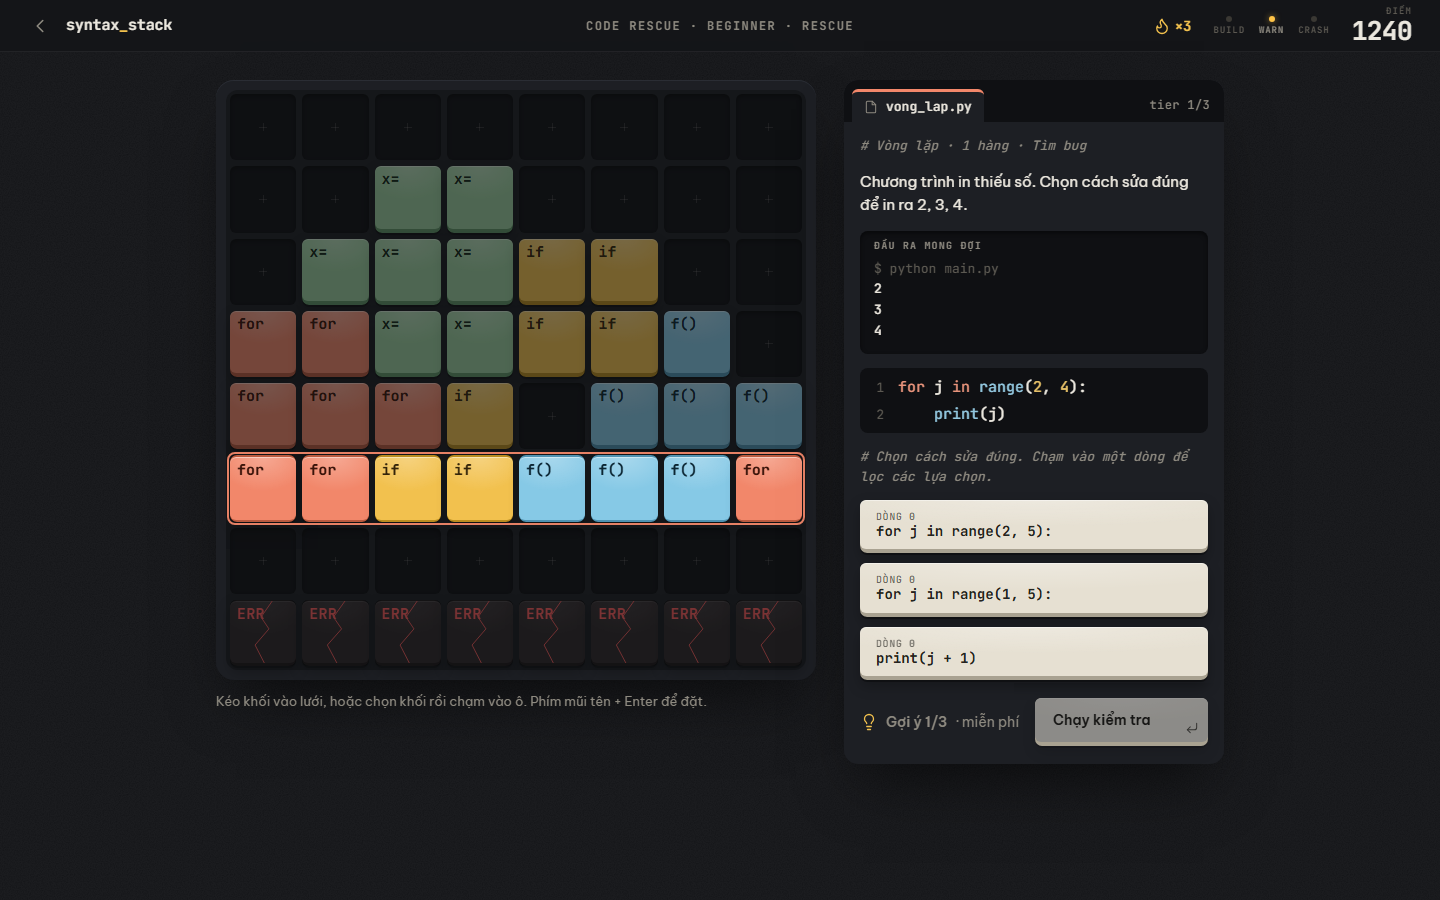 syntax_stack
CODE RESCUE · BEGINNER · RESCUE
×3
BUILD WARN CRASH
ĐIỂM
1240
x= x=
x= x= x= if if
for for x= x= if if f()
for for for if f() f() f()
for for if if f() f() f() for
ERR ERR ERR ERR ERR ERR ERR ERR
Kéo khối vào lưới, hoặc chọn khối rồi chạm vào ô. Phím mũi tên + Enter để đặt.
vong_lap.py
tier 1/3
# Vòng lặp · 1 hàng · Tìm bug
Chương trình in thiếu số. Chọn cách sửa đúng
để in ra 2, 3, 4.
ĐẦU RA MONG ĐỢI
$ python main.py
2
3
4
1 for j in range(2, 4):
2 print(j)
# Chọn cách sửa đúng. Chạm vào một dòng để
lọc các lựa chọn.
DÒNG 0
for j in range(2, 5):
DÒNG 0
for j in range(1, 5):
DÒNG 0
print(j + 1)
Gợi ý 1/3 · miễn phí
Chạy kiểm tra